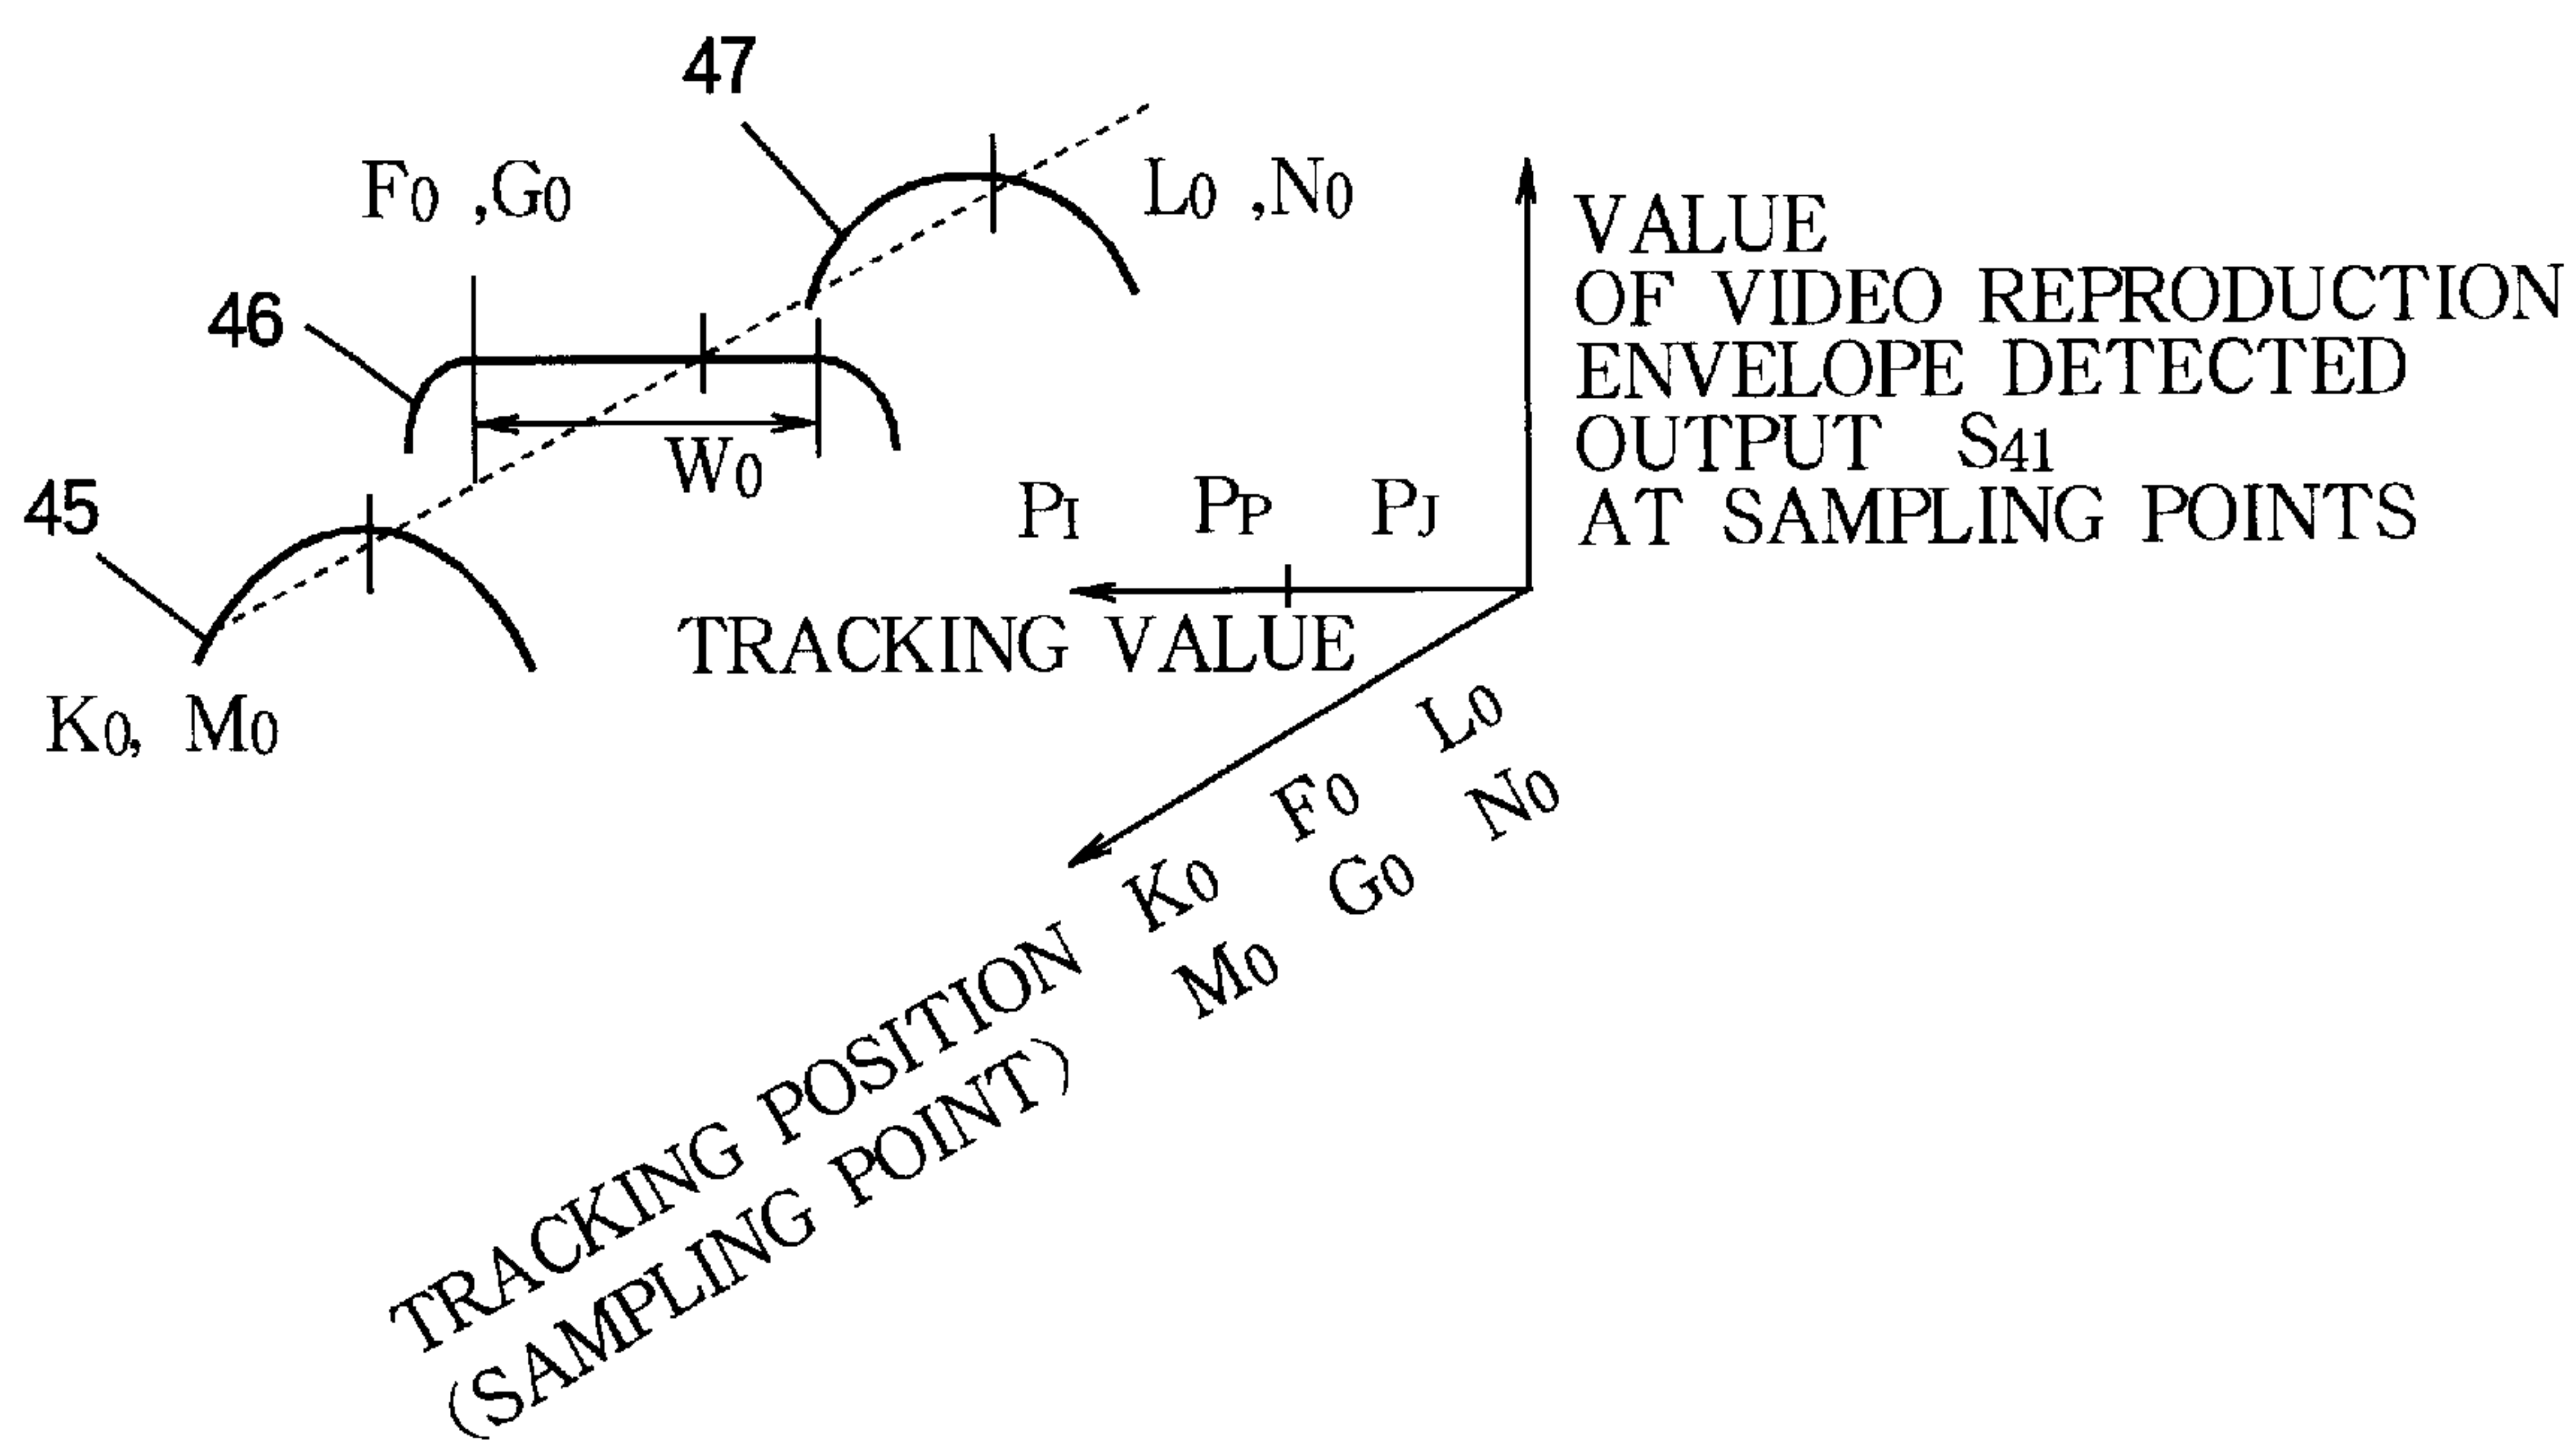 47
F0 ,G0
L0 ,N0
46
W0
45
K0, M0
VALUE
OF VIDEO REPRODUCTION
ENVELOPE DETECTED
OUTPUT S41
AT SAMPLING POINTS
PI PP PJ
TRACKING VALUE
L0
F0
N0
K0
G0
M0
TRACKING POSITION
(SAMPLING POINT)